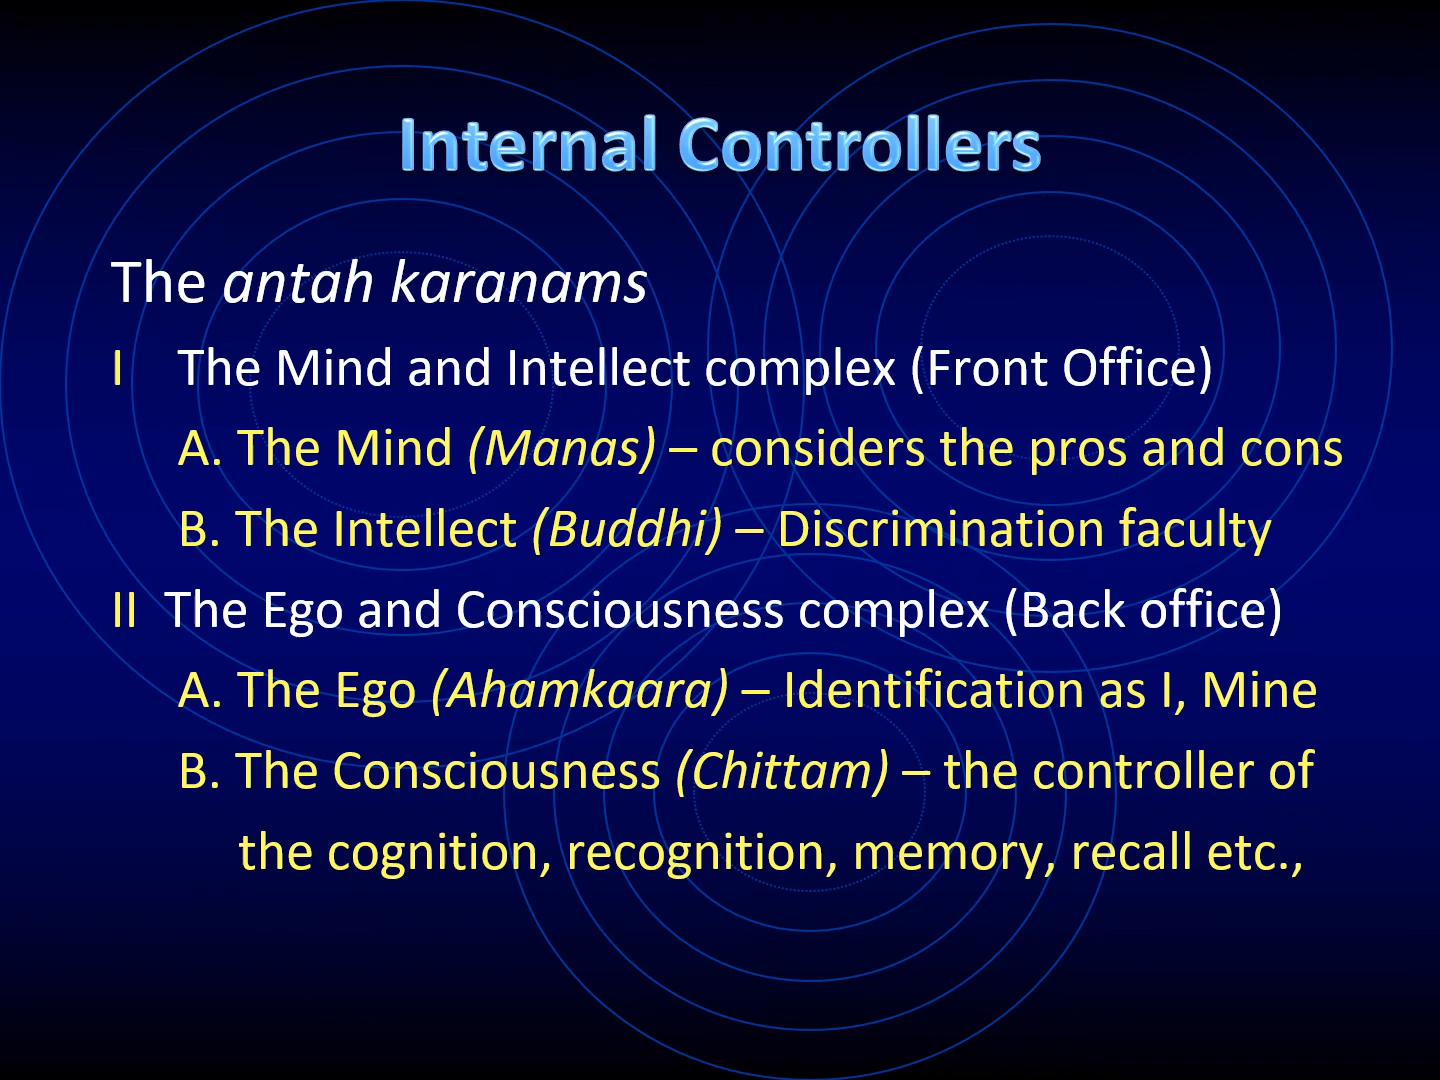 Internal Controllers
The antah karanams
I The Mind and Intellect complex (Front Office)
A. The Mind (Manas) – considers the pros and cons
B. The Intellect (Buddhi) – Discrimination faculty
II The Ego and Consciousness complex (Back office)
A. The Ego (Ahamkaara) – Identification as I, Mine
B. The Consciousness (Chittam) – the controller of
the cognition, recognition, memory, recall etc.,